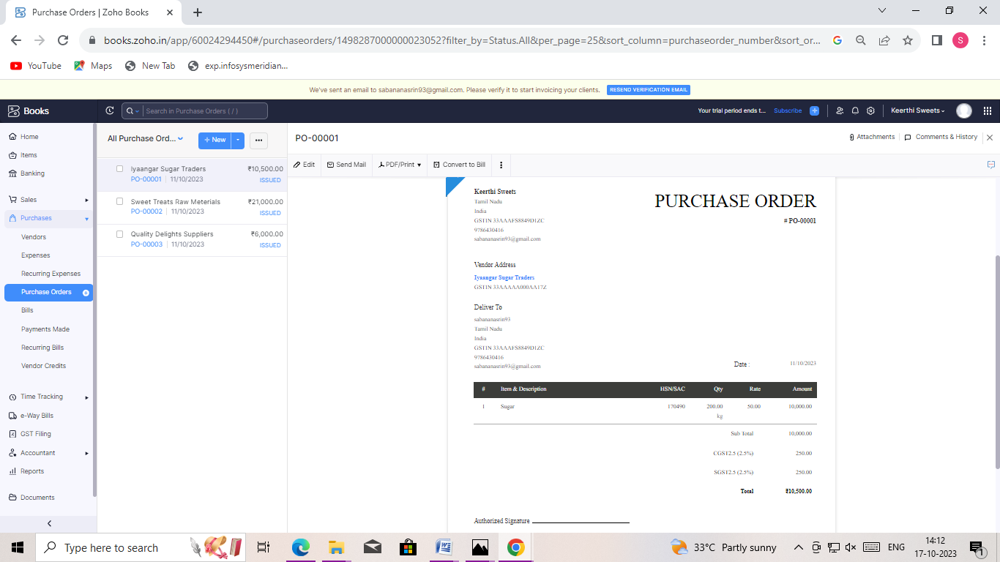 Purchase Orders | Zoho Books
books.zoho.in/app/60024294450#/purchaseorders/1498287000000023052?filter_by=Status.All&per_page=25&sort_column=purchaseorder_number&sort_or...
S
YouTube
Maps
New Tab
exp.infosysmeridian...
We've sent an email to sabananasrin93@gmail.com. Please verify it to start invoicing your clients. RESEND VERIFICATION EMAIL
Books
Search in Purchase Orders ( / )
Your trial period ends t... Subscribe
Keerthi Sweets
Home
Items
Banking
Sales
Purchases
Vendors
Expenses
Recurring Expenses
Purchase Orders
Bills
Payments Made
Recurring Bills
Vendor Credits
Time Tracking
e-Way Bills
GST Filing
Accountant
Reports
Documents
All Purchase Ord...
+ New
Iyaangar Sugar Traders ₹10,500.00
PO-00001 | 11/10/2023 ISSUED
Sweet Treats Raw Meterials ₹21,000.00
PO-00002 | 11/10/2023 ISSUED
Quality Delights Suppliers ₹6,000.00
PO-00003 | 11/10/2023 ISSUED
PO-00001
Attachments
Comments & History
Edit
Send Mail
PDF/Print
Convert to Bill
Keerthi Sweets
Tamil Nadu
India
GSTIN 33AAAFS8849D1ZC
9786430416
sabananasrin93@gmail.com
PURCHASE ORDER
# PO-00001
Vendor Address
Iyaangar Sugar Traders
GSTIN 33AAAAA000AA17Z
Deliver To
sabananasrin93
Tamil Nadu
India
GSTIN 33AAAFS8849D1ZC
9786430416
sabananasrin93@gmail.com
Date : 11/10/2023
# Item & Description HSN/SAC Qty Rate Amount
1 Sugar 170490 200.00 50.00 10,000.00
kg
Sub Total 10,000.00
CGST2.5 (2.5%) 250.00
SGST2.5 (2.5%) 250.00
Total ₹10,500.00
Authorized Signature
Type here to search
33°C Partly sunny
ENG
14:12
17-10-2023
1